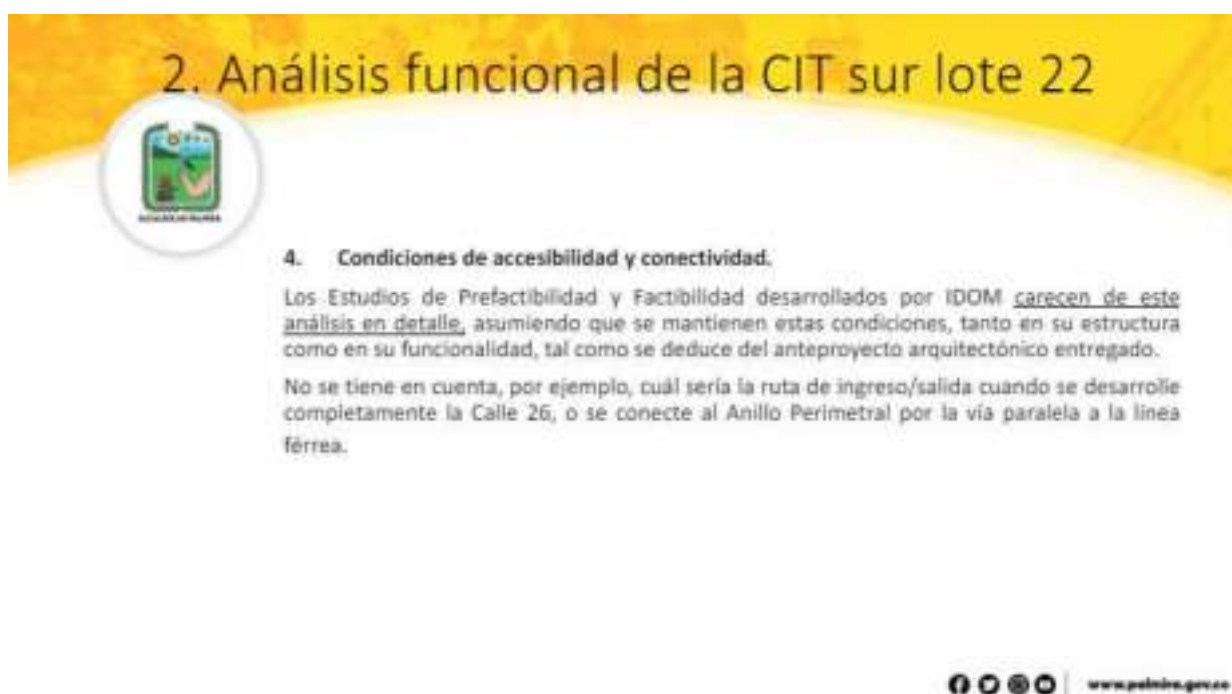 2. Análisis funcional de la CIT sur lote 22
4. Condiciones de accesibilidad y conectividad.
Los Estudios de Prefactibilidad y Factibilidad desarrollados por IDOM carecen de este
análisis en detalle, asumiendo que se mantienen estas condiciones, tanto en su estructura
como en su funcionalidad, tal como se deduce del anteproyecto arquitectónico entregado.
No se tiene en cuenta, por ejemplo, cuál sería la ruta de ingreso/salida cuando se desarrolle
completamente la Calle 26, o se conecte al Anillo Perimetral por la vía paralela a la línea
férrea.
www.palmira.gov.co